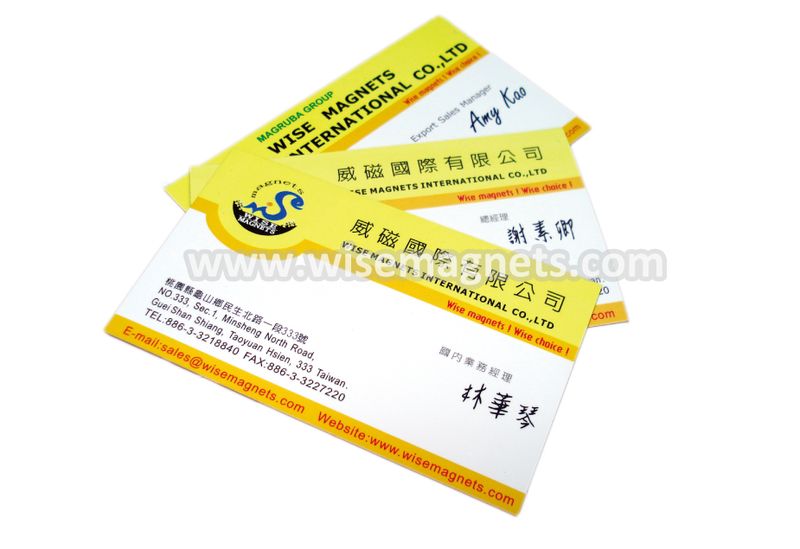 MAGRUBA GROUP
WISE MAGNETS
INTERNATIONAL CO.,LTD
Wise magnets ! Wise choice !
Export Sales Manager
Amy Kao
.com
威磁國際有限公司
WISE MAGNETS INTERNATIONAL CO.,LTD
Wise magnets ! Wise choice !
總經理
謝素卿
magnets
WISE
MAGNETS
威磁國際有限公司
WISE MAGNETS INTERNATIONAL CO.,LTD
Wise magnets ! Wise choice !
www.wisemagnets.com
桃園縣龜山鄉民生北路一段333號
NO.333, Sec.1, Minsheng North Road,
Guei Shan Shiang, Taoyuan Hsien, 333 Taiwan.
TEL:886-3-3218840 FAX:886-3-3227220
國內業務經理
林華琴
E-mail:sales@wisemagnets.com Website:www.wisemagnets.com